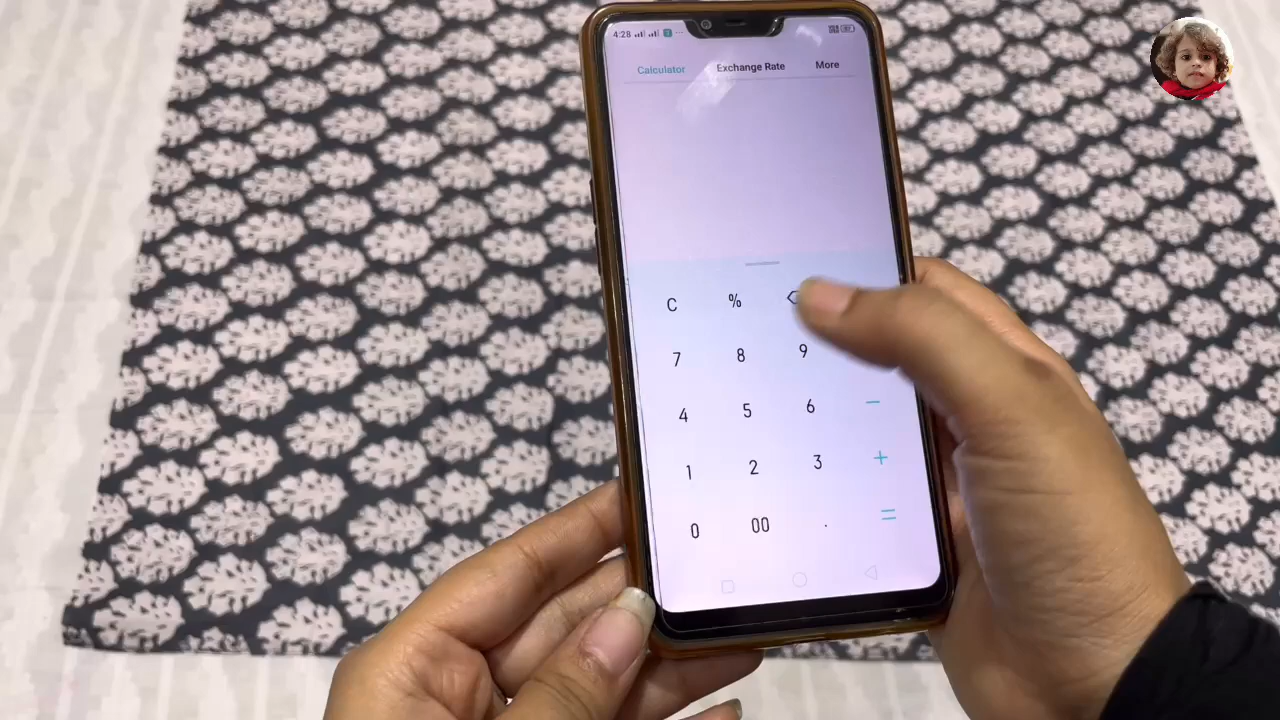 4:28
Calculator Exchange Rate More
C %
7 8 9
4 5 6 −
1 2 3 +
0 00 . =